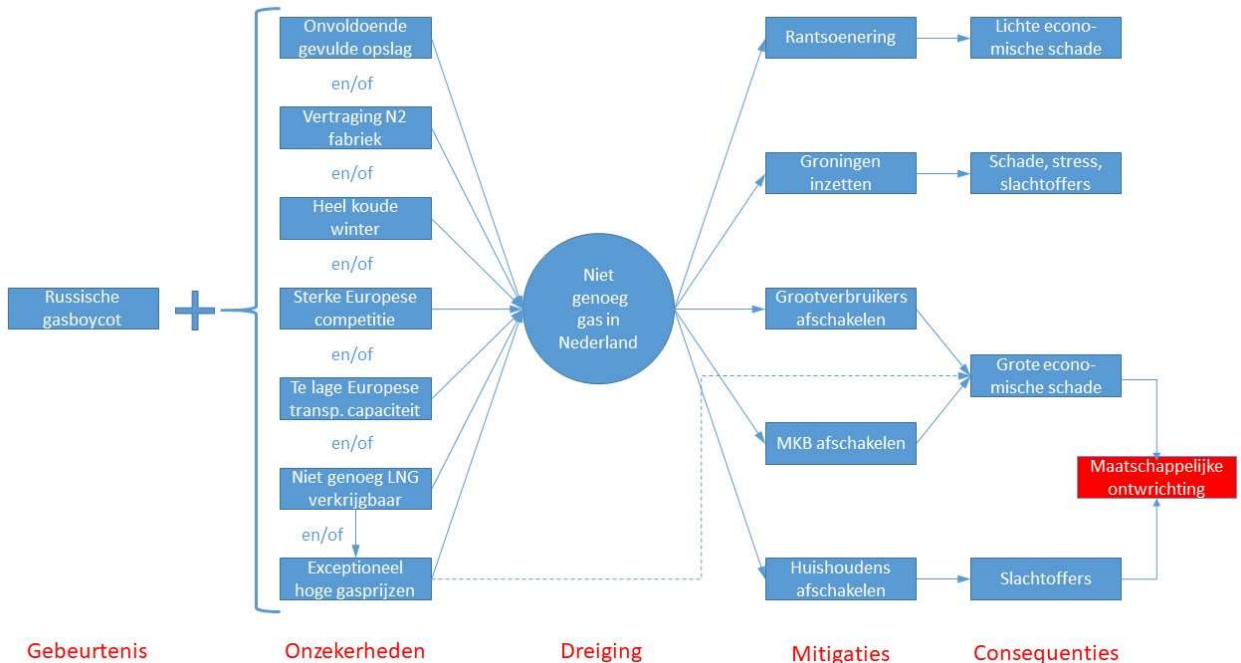 Russische
gasboycot
Onvoldoende
gevulde opslag
en/of
Vertraging N2
fabriek
en/of
Heel koude
winter
en/of
Sterke Europese
competitie
en/of
Te lage Europese
transp. capaciteit
en/of
Niet genoeg LNG
verkrijgbaar
en/of
Exceptioneel
hoge gasprijzen
Niet
genoeg
gas in
Nederland
Rantsoenering
Groningen
inzetten
Grootverbruikers
afschakelen
MKB afschakelen
Huishoudens
afschakelen
Lichte econo-
mische schade
Schade, stress,
slachtoffers
Grote econo-
mische schade
Slachtoffers
Maatschappelijke
ontwrichting
Gebeurtenis
Onzekerheden
Dreiging
Mitigaties
Consequenties